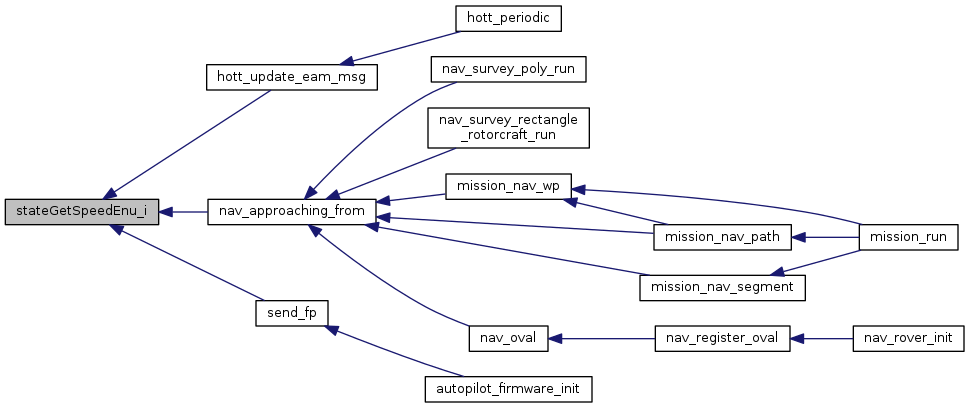 hott_periodic
nav_survey_poly_run
hott_update_eam_msg
nav_survey_rectangle
_rotorcraft_run
mission_nav_wp
stateGetSpeedEnu_i
nav_approaching_from
mission_nav_path
mission_run
mission_nav_segment
send_fp
nav_oval
nav_register_oval
nav_rover_init
autopilot_firmware_init